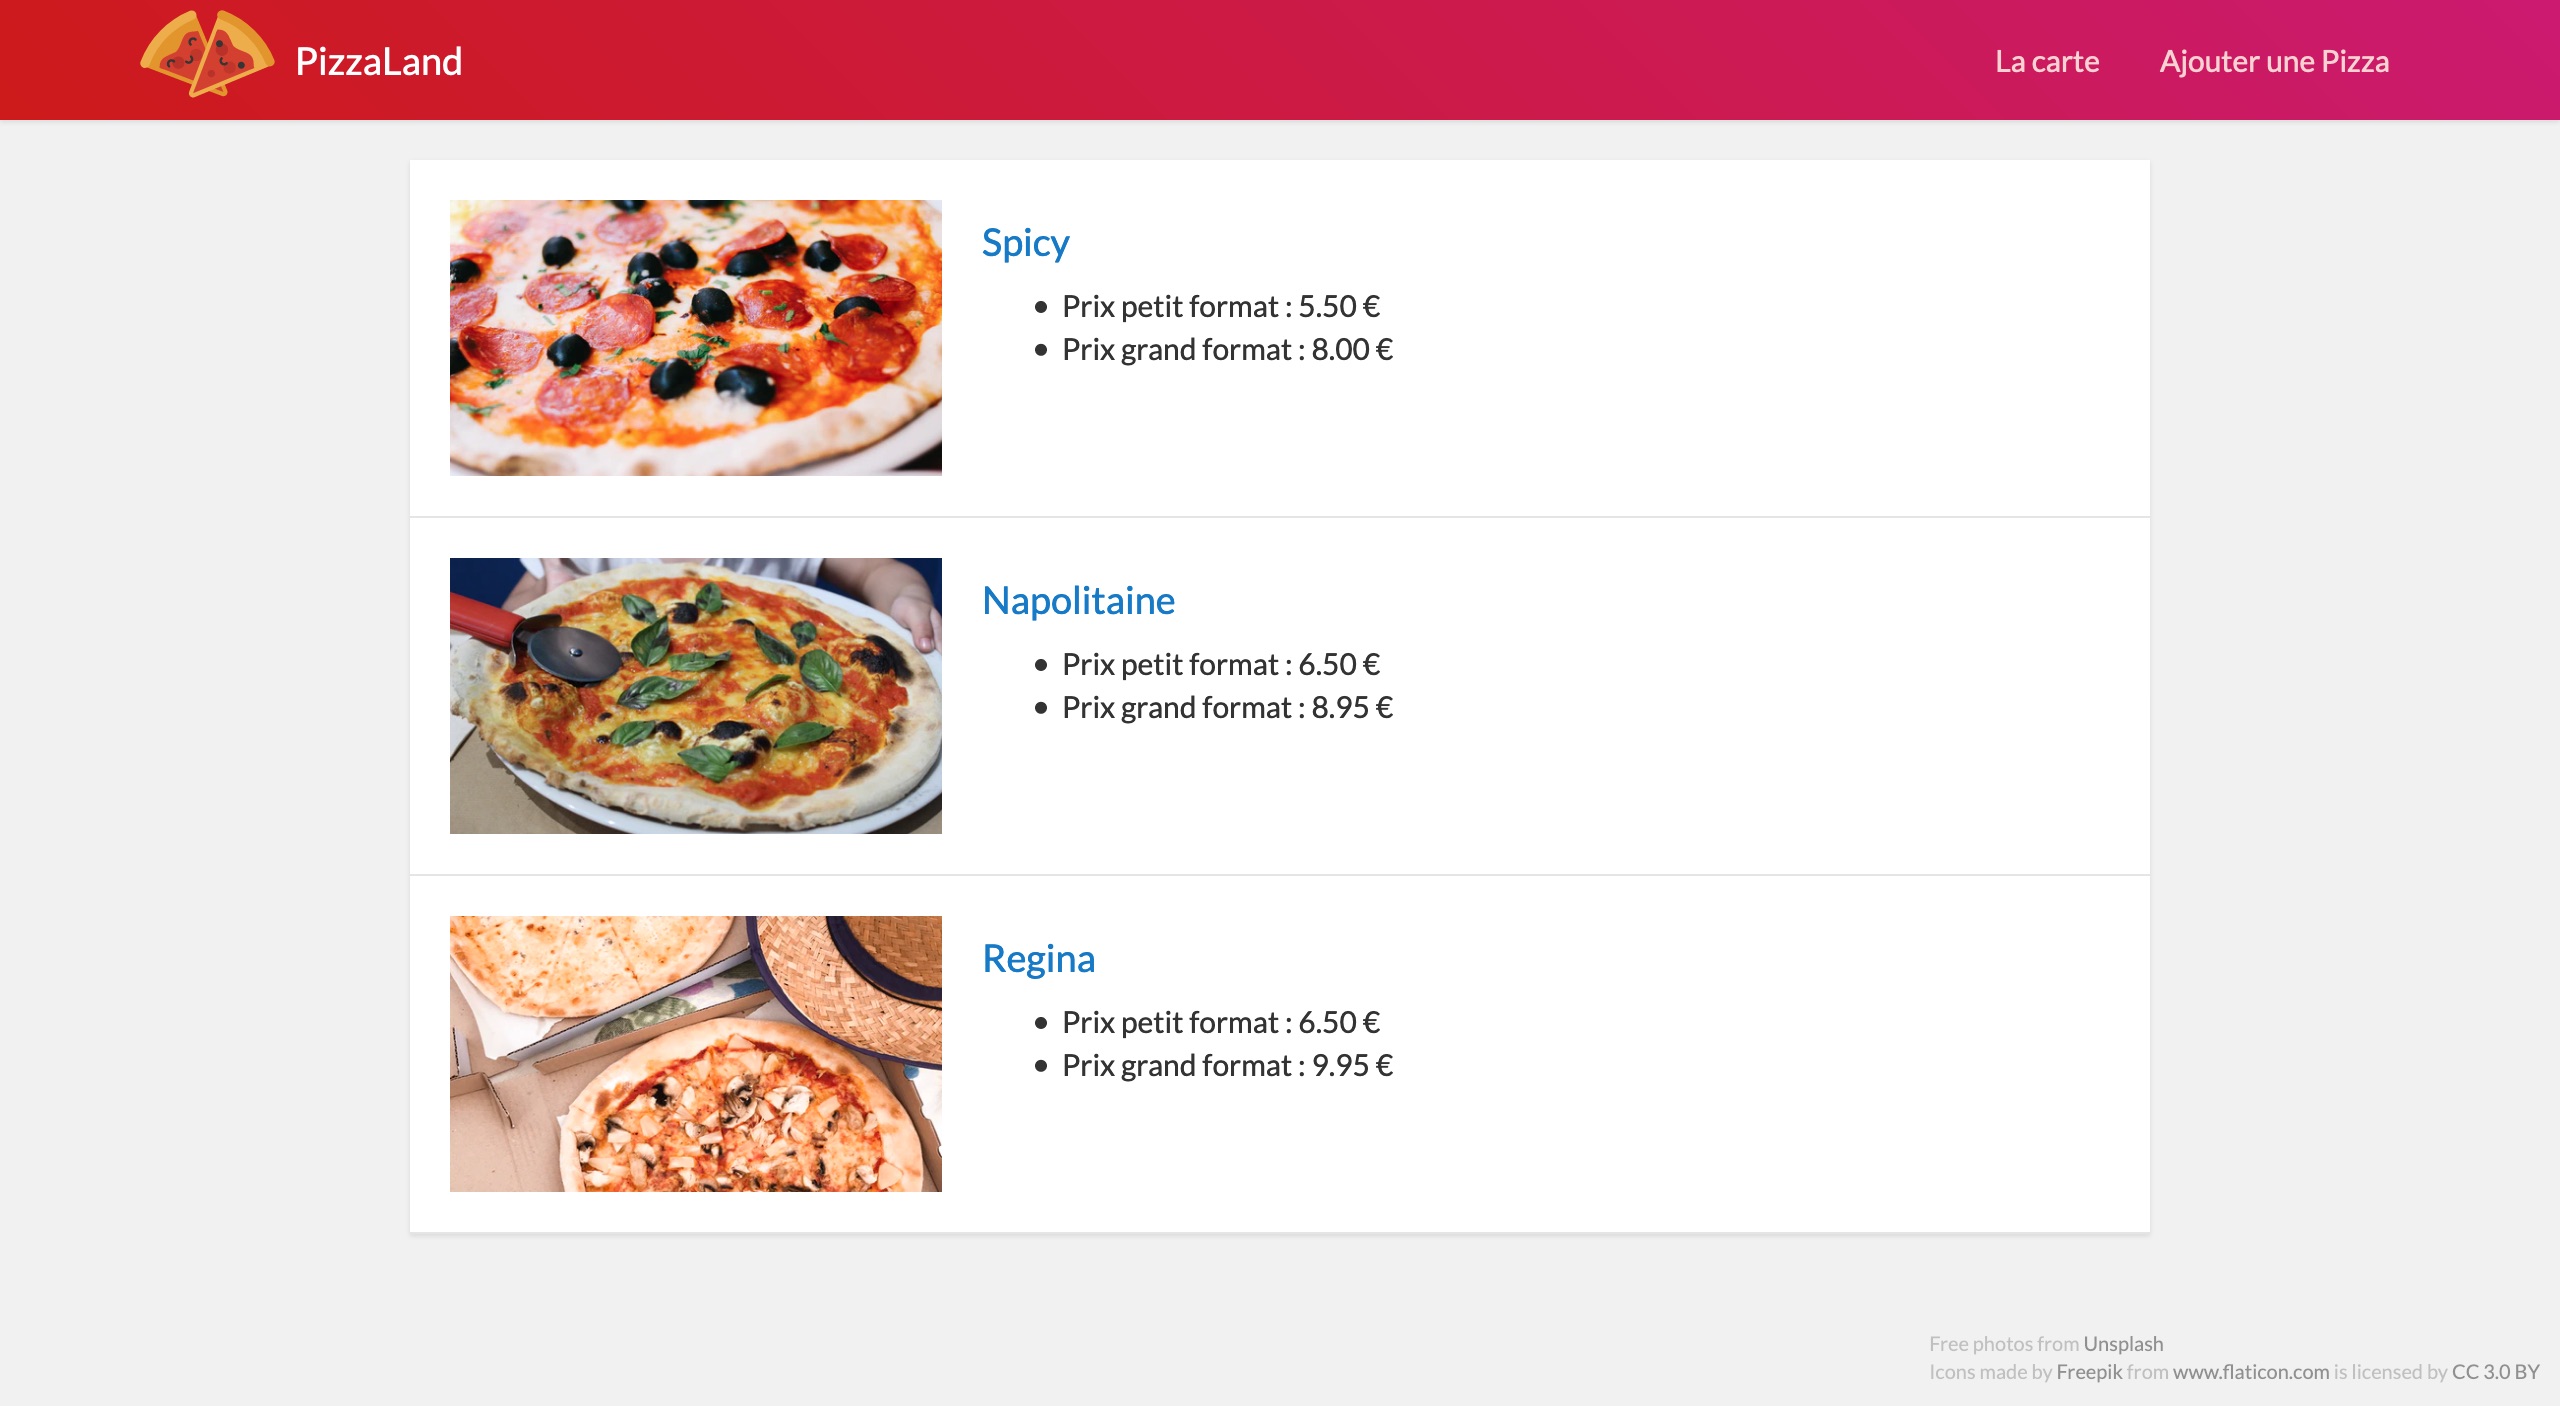 PizzaLand
La carte
Ajouter une Pizza
Spicy
Prix petit format : 5.50 €
Prix grand format : 8.00 €
Napolitaine
Prix petit format : 6.50 €
Prix grand format : 8.95 €
Regina
Prix petit format : 6.50 €
Prix grand format : 9.95 €
Free photos from Unsplash
Icons made by Freepik from www.flaticon.com is licensed by CC 3.0 BY